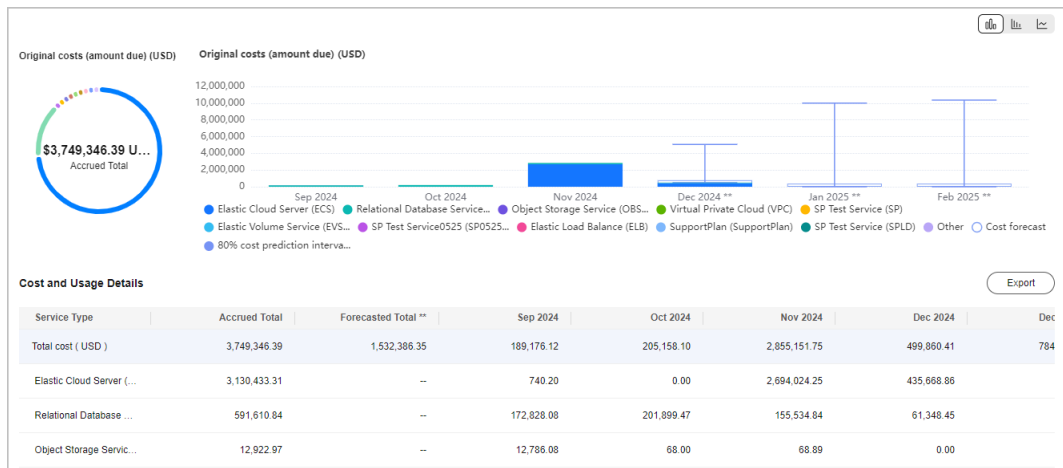 Original costs (amount due) (USD)
$3,749,346.39 U...
Accrued Total
Original costs (amount due) (USD)
12,000,000
10,000,000
8,000,000
6,000,000
4,000,000
2,000,000
0
Sep 2024 Oct 2024 Nov 2024 Dec 2024 ** Jan 2025 ** Feb 2025 **
Elastic Cloud Server (ECS) Relational Database Service... Object Storage Service (OBS... Virtual Private Cloud (VPC) SP Test Service (SP)
Elastic Volume Service (EVS... SP Test Service0525 (SP0525... Elastic Load Balance (ELB) SupportPlan (SupportPlan) SP Test Service (SPLD) Other Cost forecast
80% cost prediction interva...
Cost and Usage Details
Export
Service Type Accrued Total Forecasted Total ** Sep 2024 Oct 2024 Nov 2024 Dec 2024 Dec
Total cost ( USD ) 3,749,346.39 1,532,386.35 189,176.12 205,158.10 2,855,151.75 499,860.41 784
Elastic Cloud Server (... 3,130,433.31 -- 740.20 0.00 2,694,024.25 435,668.86
Relational Database ... 591,610.84 -- 172,828.08 201,899.47 155,534.84 61,348.45
Object Storage Servic... 12,922.97 -- 12,786.08 68.00 68.89 0.00